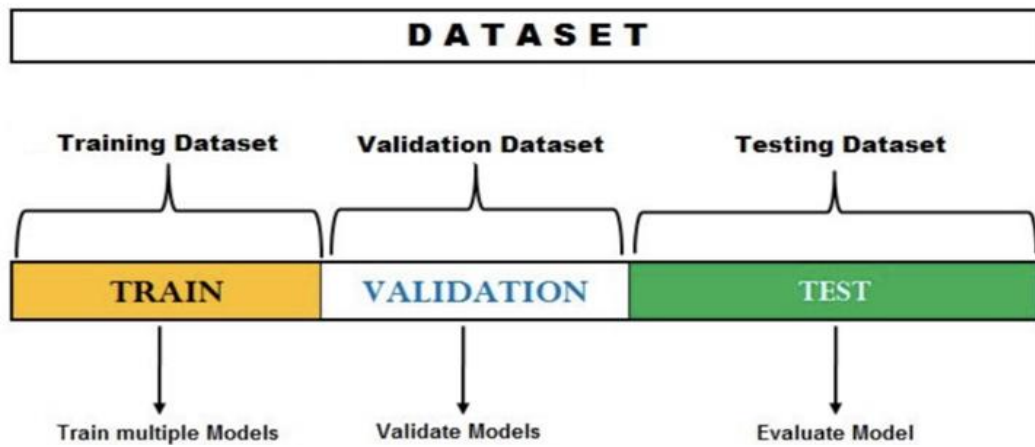 DATASET
Training Dataset Validation Dataset Testing Dataset
TRAIN VALIDATION TEST
Train multiple Models Validate Models Evaluate Model